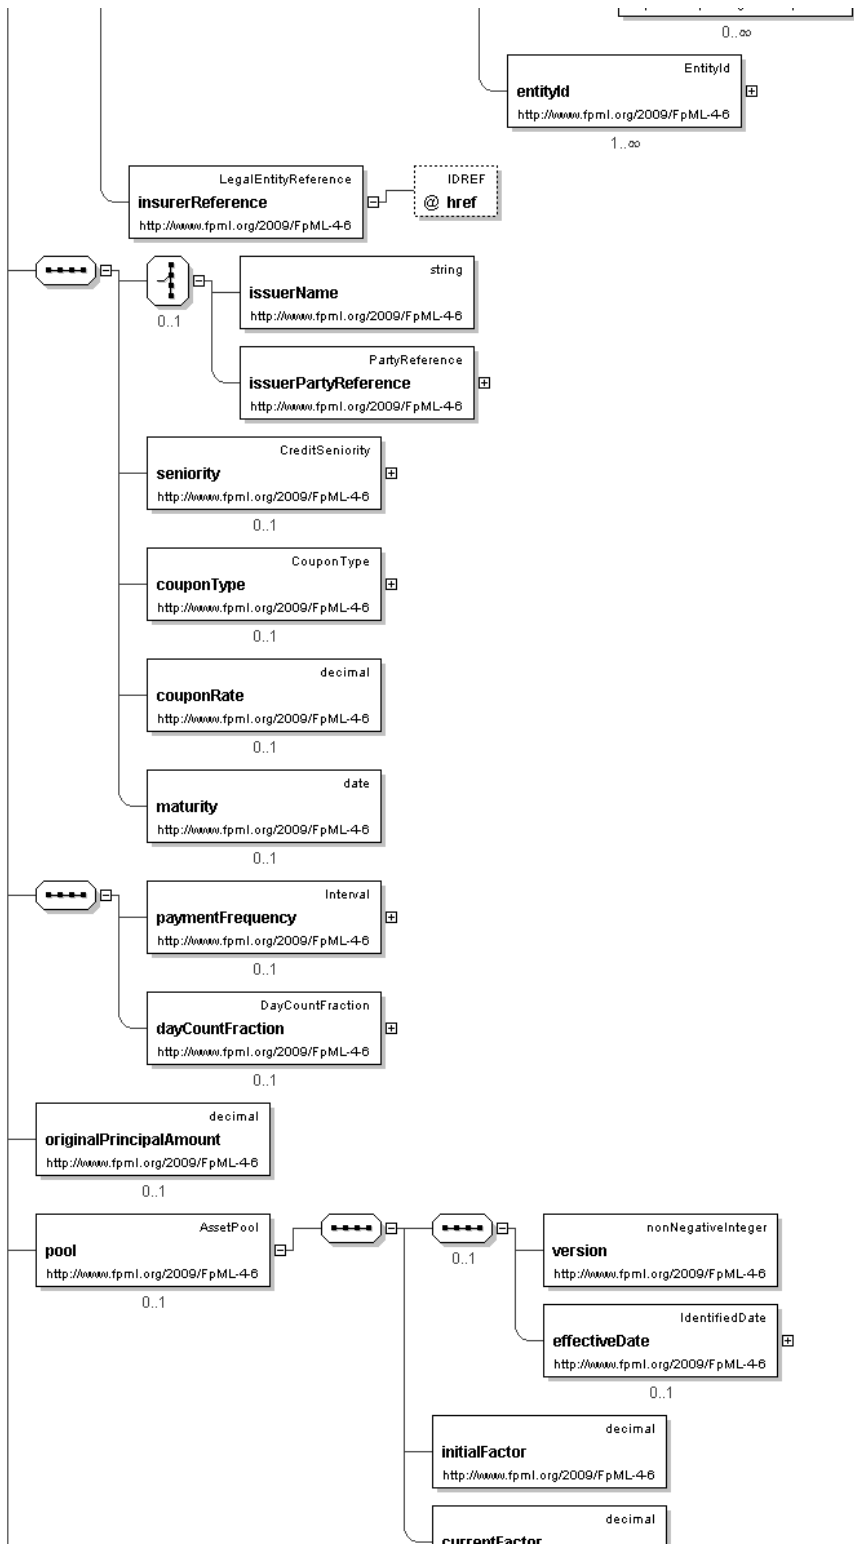 0..∞
EntityId
entityId
http://www.fpml.org/2009/FpML-4-6
1..∞
LegalEntityReference
insurerReference
http://www.fpml.org/2009/FpML-4-6
IDREF
@ href
string
issuerName
http://www.fpml.org/2009/FpML-4-6
0..1
PartyReference
issuerPartyReference
http://www.fpml.org/2009/FpML-4-6
CreditSeniority
seniority
http://www.fpml.org/2009/FpML-4-6
0..1
CouponType
couponType
http://www.fpml.org/2009/FpML-4-6
0..1
decimal
couponRate
http://www.fpml.org/2009/FpML-4-6
0..1
date
maturity
http://www.fpml.org/2009/FpML-4-6
0..1
Interval
paymentFrequency
http://www.fpml.org/2009/FpML-4-6
0..1
DayCountFraction
dayCountFraction
http://www.fpml.org/2009/FpML-4-6
0..1
decimal
originalPrincipalAmount
http://www.fpml.org/2009/FpML-4-6
0..1
AssetPool
pool
http://www.fpml.org/2009/FpML-4-6
0..1
0..1
nonNegativeInteger
version
http://www.fpml.org/2009/FpML-4-6
IdentifiedDate
effectiveDate
http://www.fpml.org/2009/FpML-4-6
0..1
decimal
initialFactor
http://www.fpml.org/2009/FpML-4-6
decimal
currentFactor